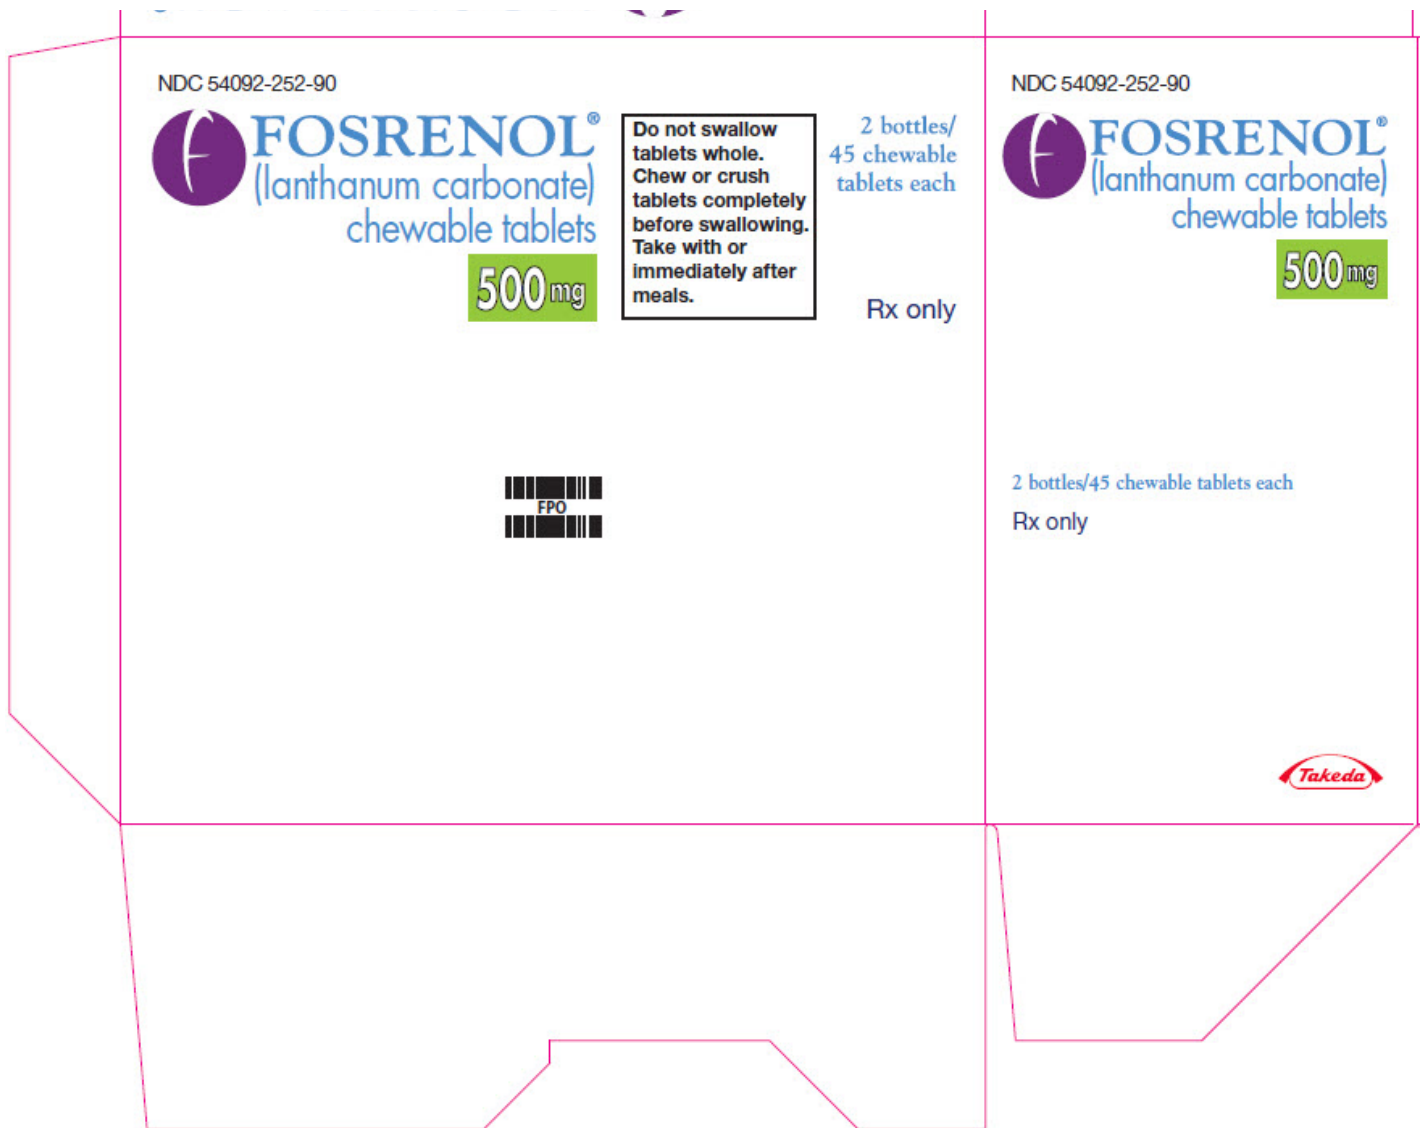 NDC 54092-252-90
FOSRENOL®
(lanthanum carbonate)
chewable tablets
500 mg
Do not swallow
tablets whole.
Chew or crush
tablets completely
before swallowing.
Take with or
immediately after
meals.
2 bottles/
45 chewable
tablets each
Rx only
FPO
NDC 54092-252-90
FOSRENOL®
(lanthanum carbonate)
chewable tablets
500 mg
2 bottles/45 chewable tablets each
Rx only
Takeda